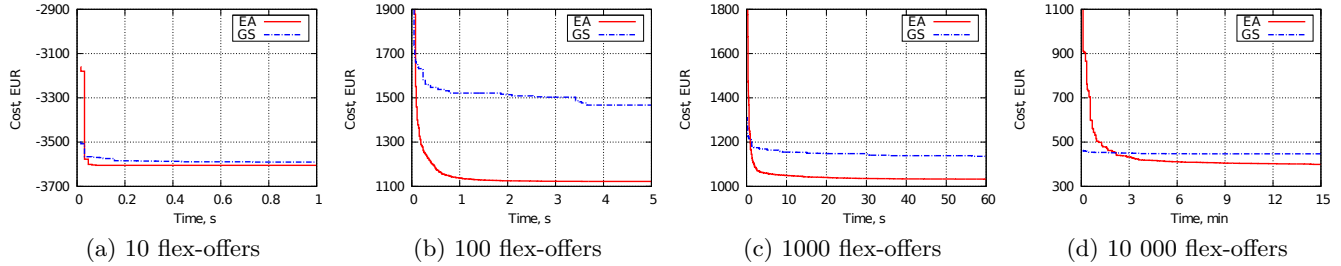 -2900
-3100
-3300
-3500
-3700
Cost, EUR
0 0.2 0.4 0.6 0.8 1
Time, s
EA
GS
(a) 10 flex-offers
1900
1700
1500
1300
1100
Cost, EUR
0 1 2 3 4 5
Time, s
EA
GS
(b) 100 flex-offers
1800
1600
1400
1200
1000
Cost, EUR
0 10 20 30 40 50 60
Time, s
EA
GS
(c) 1000 flex-offers
1100
900
700
500
300
Cost, EUR
0 3 6 9 12 15
Time, min
EA
GS
(d) 10 000 flex-offers